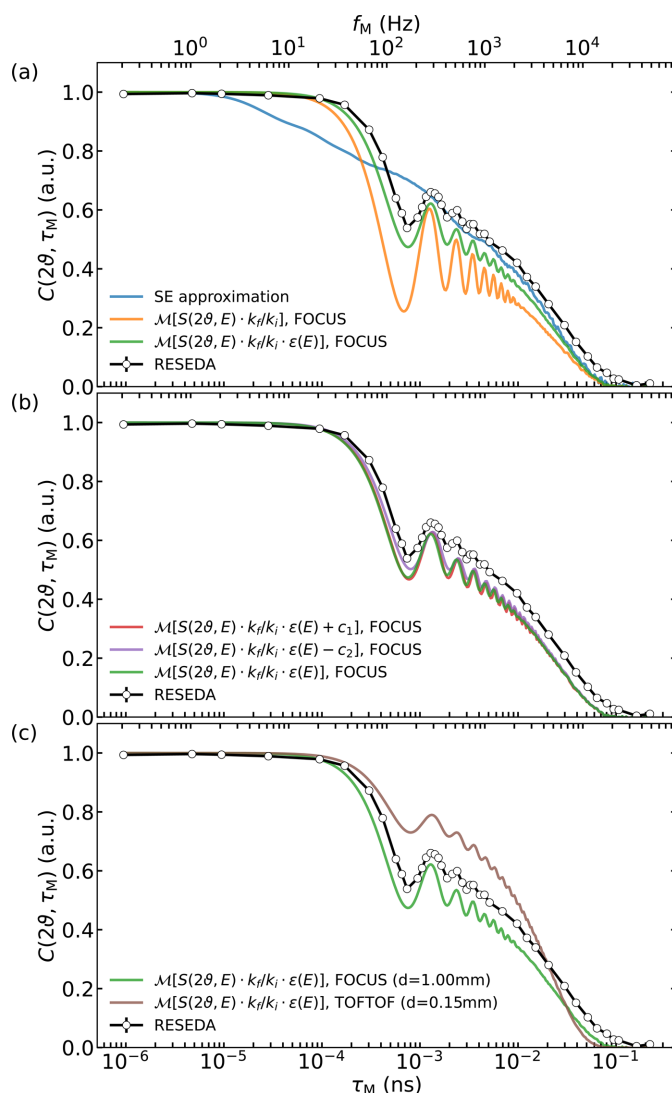 f_M (Hz)
10^0 10^1 10^2 10^3 10^4
(a)
1.0
0.8
0.6
0.4
0.2
0.0
C(2ϑ, τ_M) (a.u.)
SE approximation
ℳ[S(2ϑ, E) · k_f/k_i], FOCUS
ℳ[S(2ϑ, E) · k_f/k_i · ε(E)], FOCUS
RESEDA
(b)
1.0
0.8
0.6
0.4
0.2
0.0
C(2ϑ, τ_M) (a.u.)
ℳ[S(2ϑ, E) · k_f/k_i · ε(E) + c_1], FOCUS
ℳ[S(2ϑ, E) · k_f/k_i · ε(E) − c_2], FOCUS
ℳ[S(2ϑ, E) · k_f/k_i · ε(E)], FOCUS
RESEDA
(c)
1.0
0.8
0.6
0.4
0.2
0.0
C(2ϑ, τ_M) (a.u.)
ℳ[S(2ϑ, E) · k_f/k_i · ε(E)], FOCUS (d=1.00mm)
ℳ[S(2ϑ, E) · k_f/k_i · ε(E)], TOFTOF (d=0.15mm)
RESEDA
10^−6 10^−5 10^−4 10^−3 10^−2 10^−1
τ_M (ns)